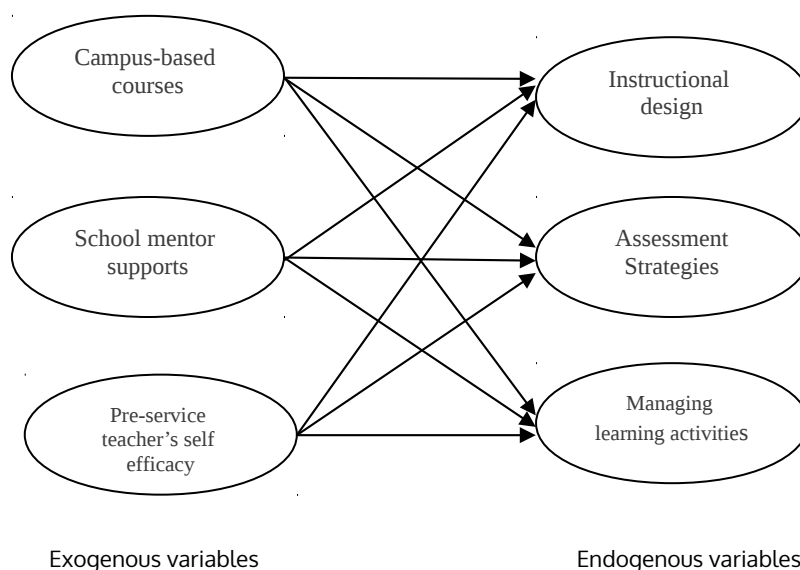 Campus-based
courses
Instructional
design
School mentor
supports
Assessment
Strategies
Pre-service
teacher’s self
efficacy
Managing
learning activities
Exogenous variables
Endogenous variables